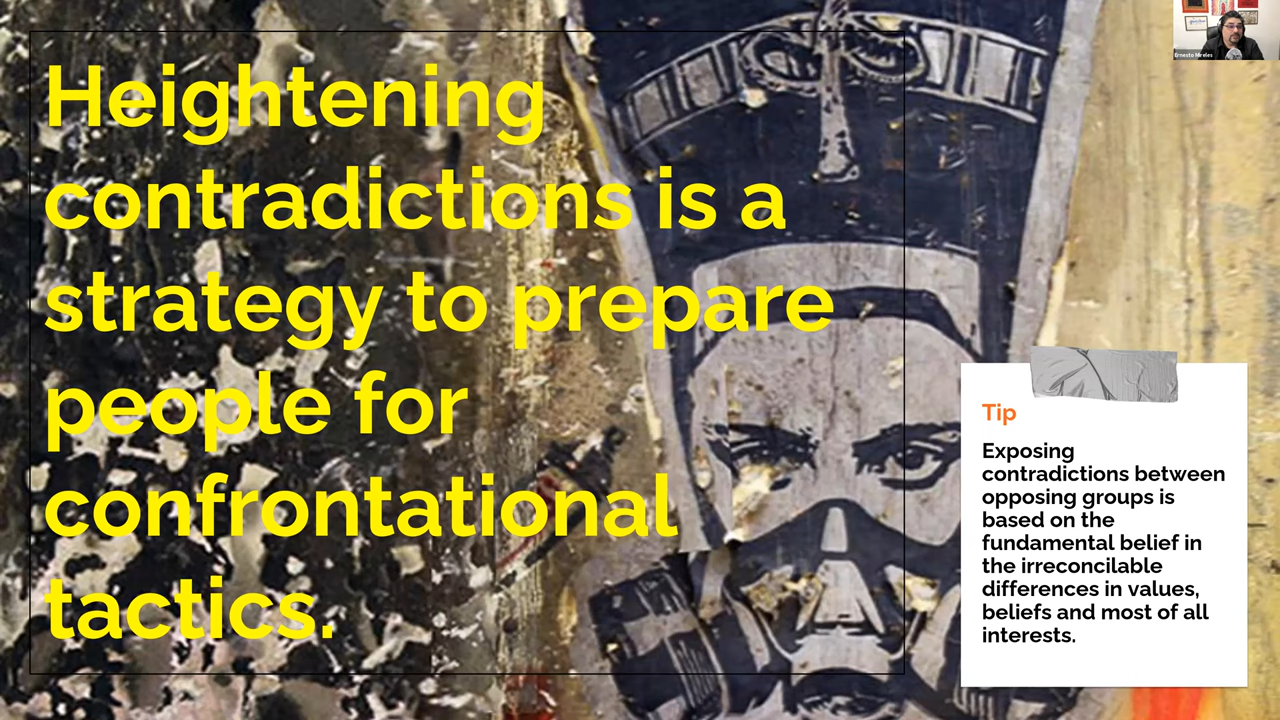 Heightening
contradictions is a
strategy to prepare
people for
confrontational
tactics.
Ernesto Mireles
Tip
Exposing
contradictions between
opposing groups is
based on the
fundamental belief in
the irreconcilable
differences in values,
beliefs and most of all
interests.